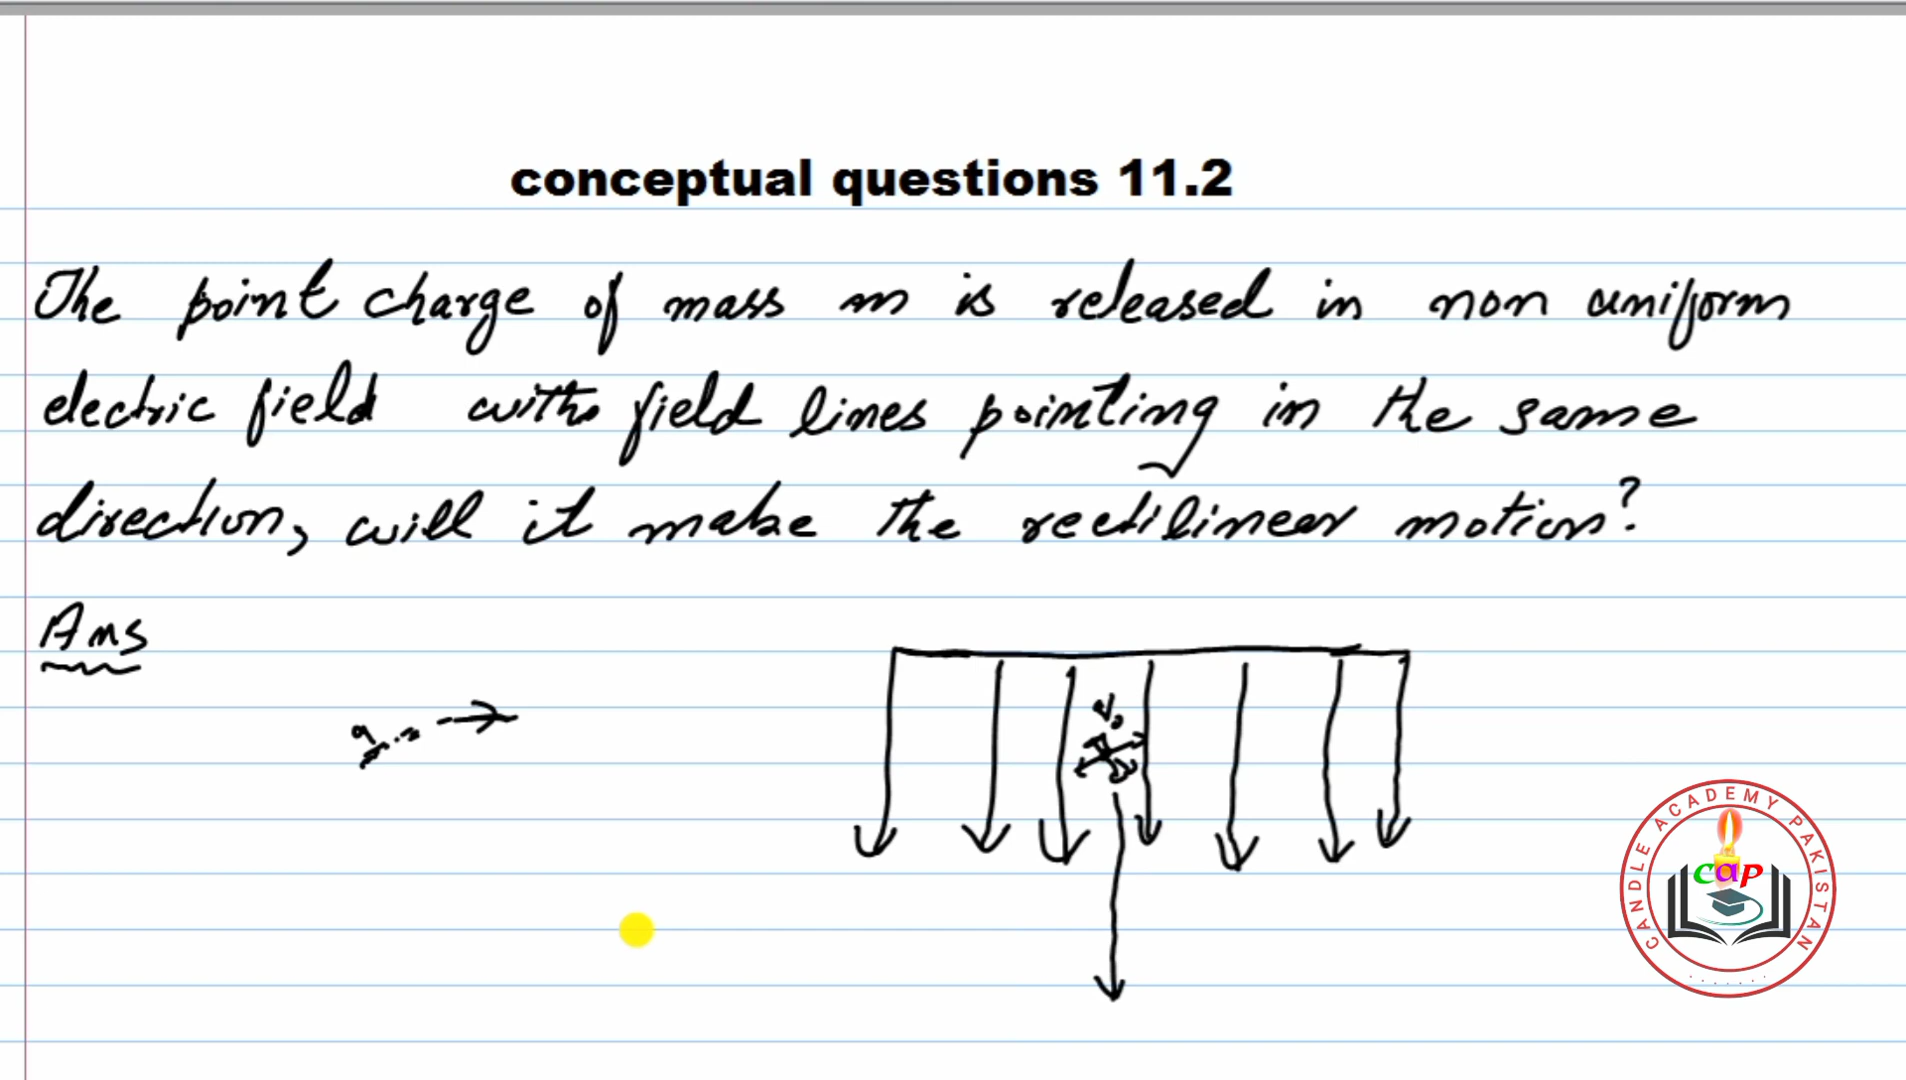 conceptual questions 11.2
The point charge of mass m is released in non uniform
electric field with field lines pointing in the same
direction, will it make the rectilinear motion?
Ans
CANDLE ACADEMY PAKISTAN
cap